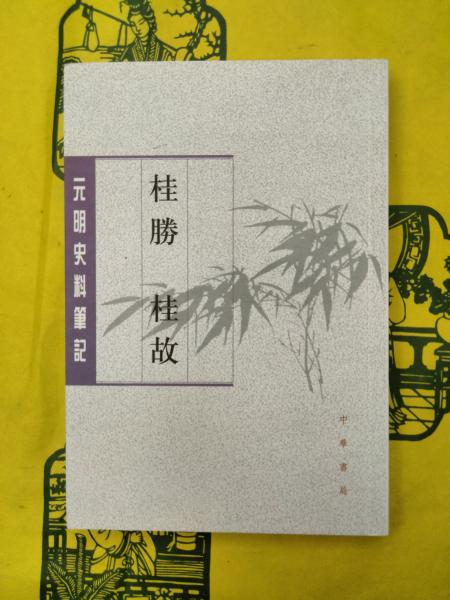 元明史料筆記
桂勝　桂故
中華書局